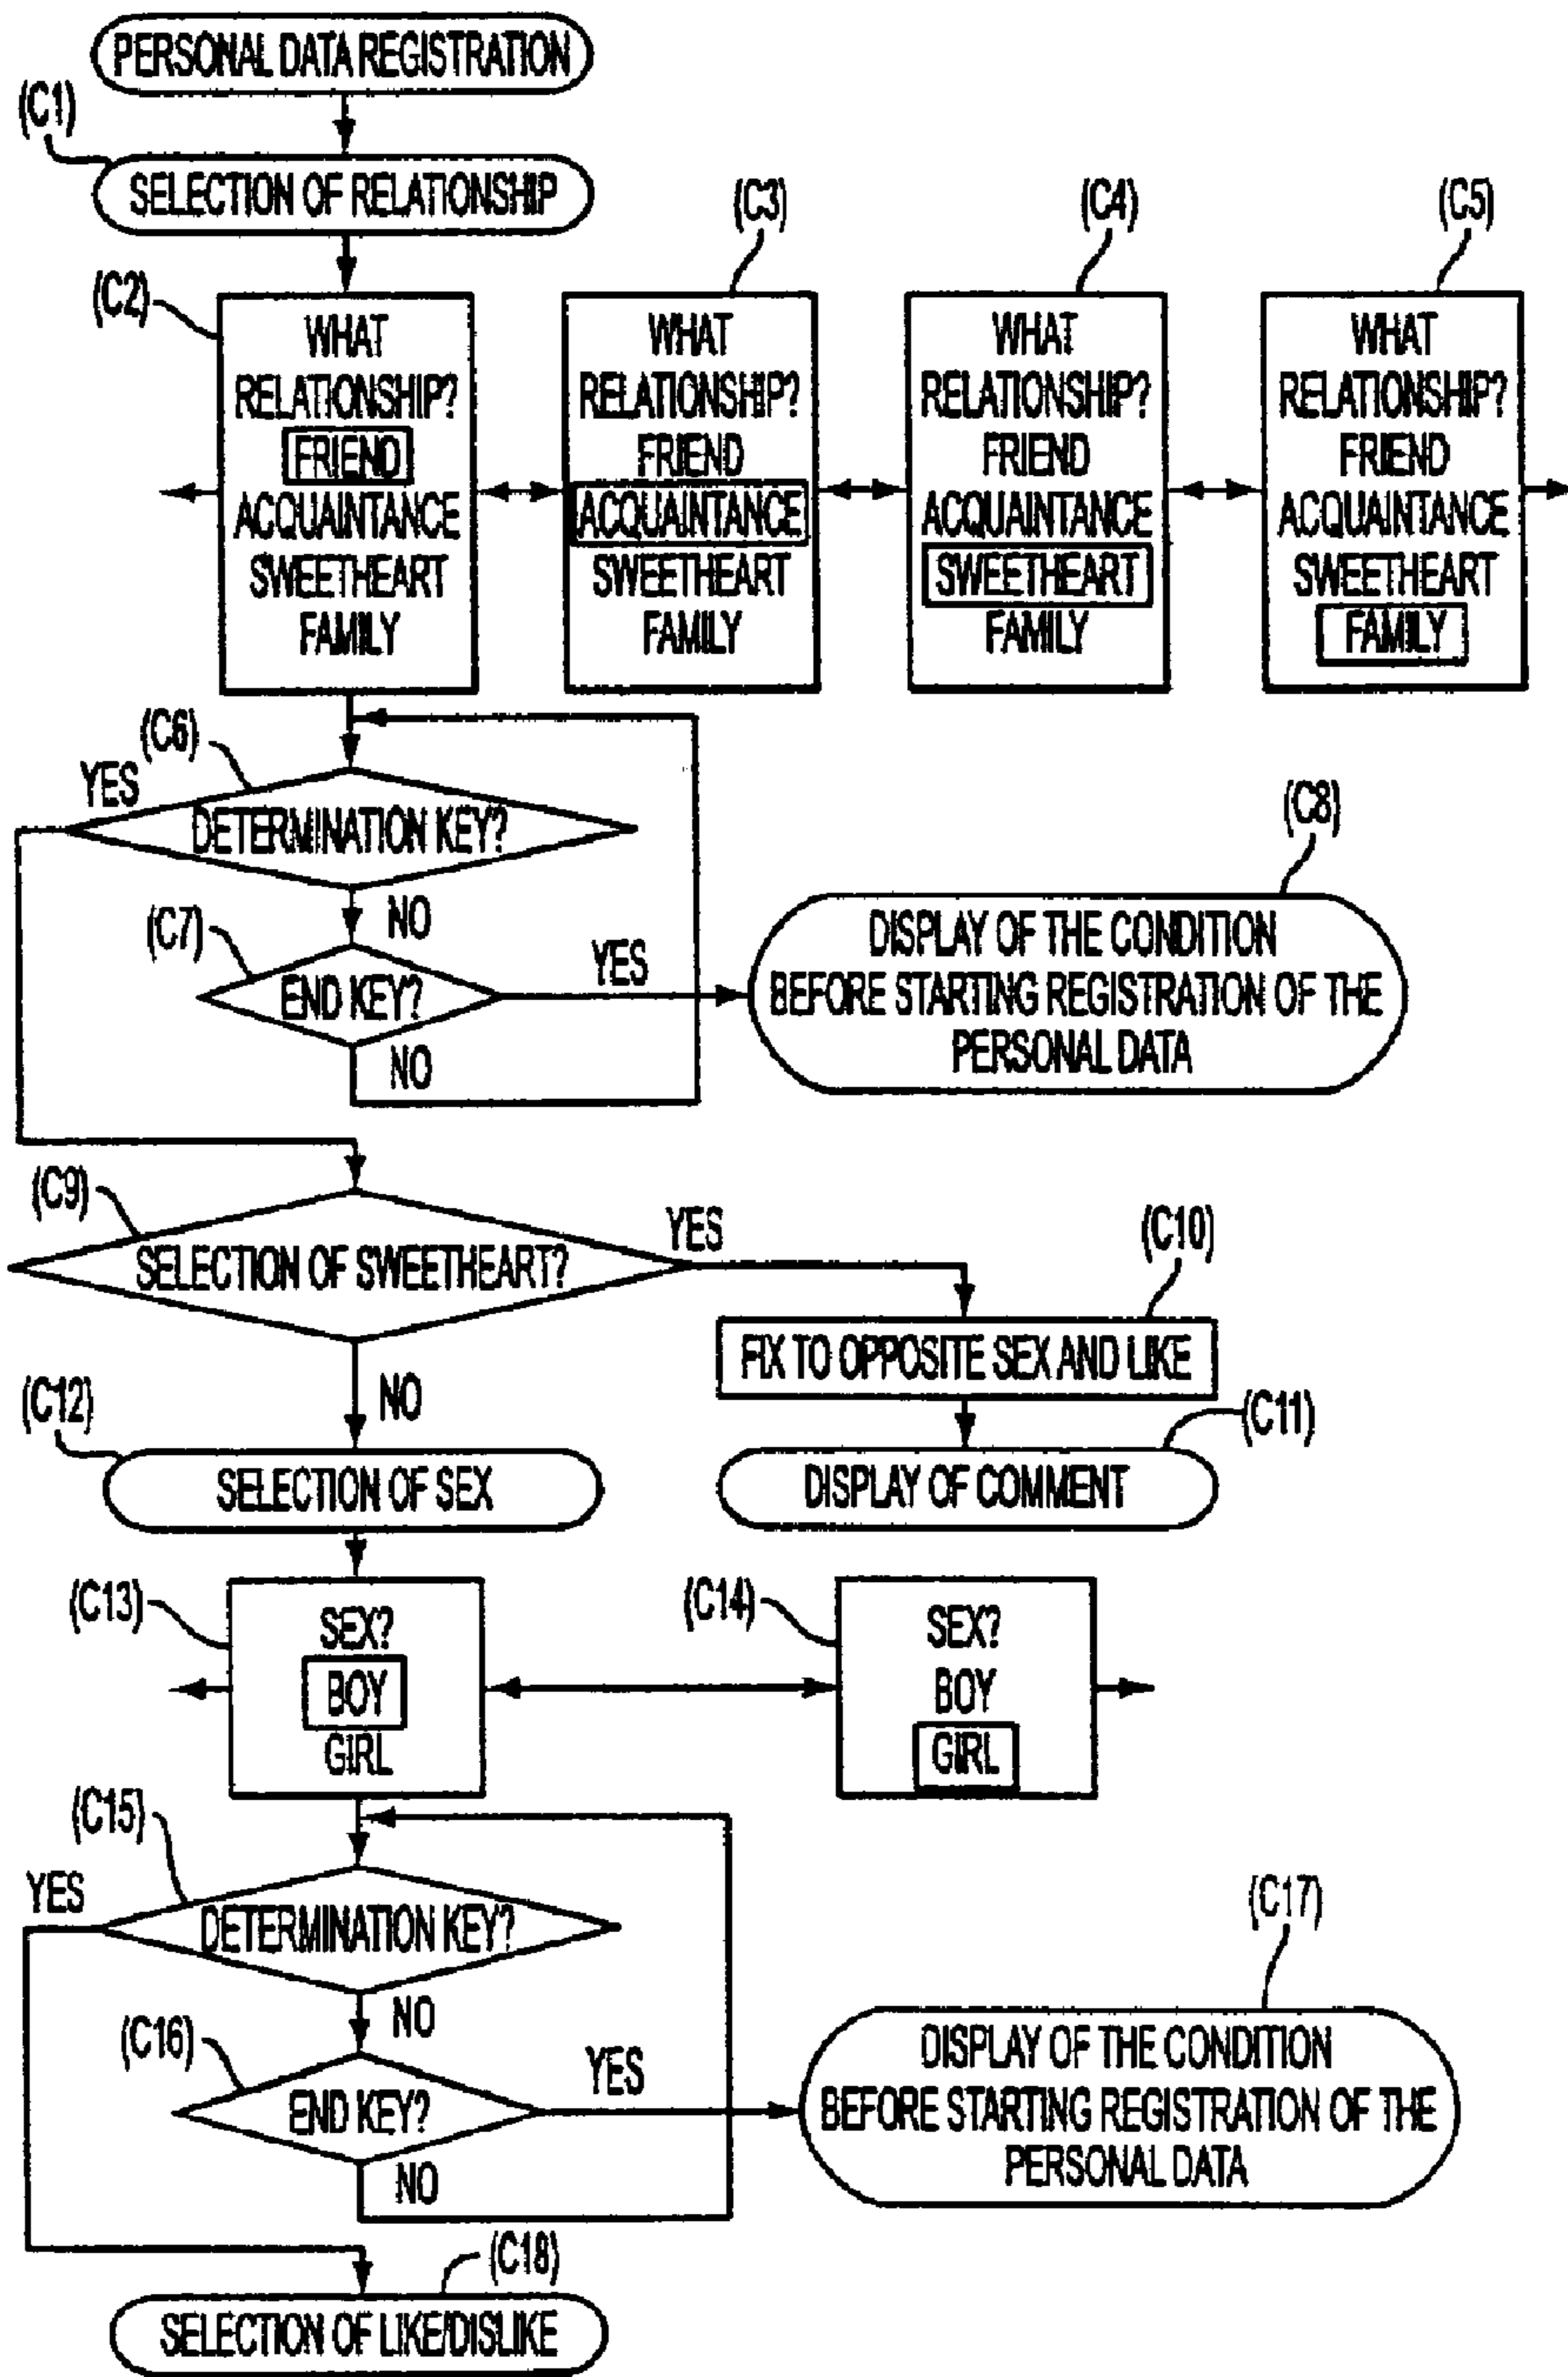 PERSONAL DATA REGISTRATION
(C1)
SELECTION OF RELATIONSHIP
(C2)
WHAT
RELATIONSHIP?
FRIEND
ACQUAINTANCE
SWEETHEART
FAMILY
(C3)
WHAT
RELATIONSHIP?
FRIEND
ACQUAINTANCE
SWEETHEART
FAMILY
(C4)
WHAT
RELATIONSHIP?
FRIEND
ACQUAINTANCE
SWEETHEART
FAMILY
(C5)
WHAT
RELATIONSHIP?
FRIEND
ACQUAINTANCE
SWEETHEART
FAMILY
(C6)
YES
DETERMINATION KEY?
NO
(C7)
END KEY?
YES
NO
(C8)
DISPLAY OF THE CONDITION
BEFORE STARTING REGISTRATION OF THE
PERSONAL DATA
(C9)
SELECTION OF SWEETHEART?
YES
NO
(C10)
FIX TO OPPOSITE SEX AND LIKE
(C11)
DISPLAY OF COMMENT
(C12)
SELECTION OF SEX
(C13)
SEX?
BOY
GIRL
(C14)
SEX?
BOY
GIRL
(C15)
YES
DETERMINATION KEY?
NO
(C16)
END KEY?
YES
NO
(C17)
DISPLAY OF THE CONDITION
BEFORE STARTING REGISTRATION OF THE
PERSONAL DATA
(C18)
SELECTION OF LIKE/DISLIKE